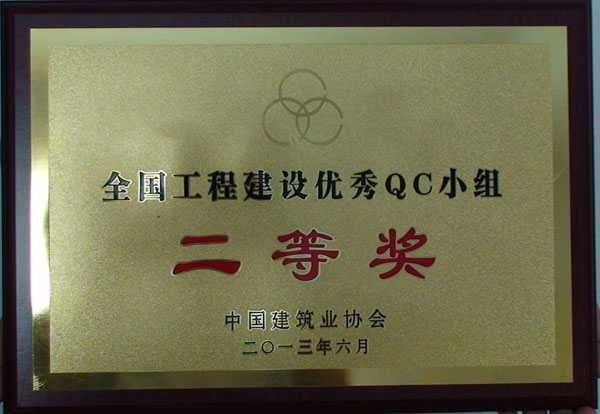 全国工程建设优秀QC小组
二等奖
中国建筑业协会
二〇一三年六月